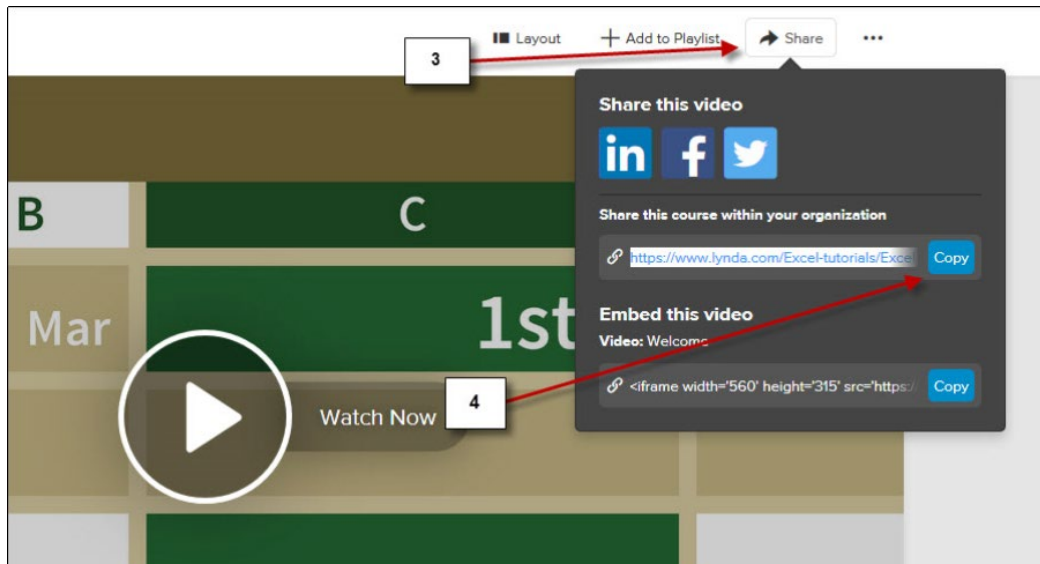 Layout
Add to Playlist
Share
3
Share this video
in f
Share this course within your organization
https://www.lynda.com/Excel-tutorials/Exce
Copy
B
C
Mar
1st
Embed this video
Video: Welcome
<iframe width='560' height='315' src='https:/
Copy
Watch Now
4